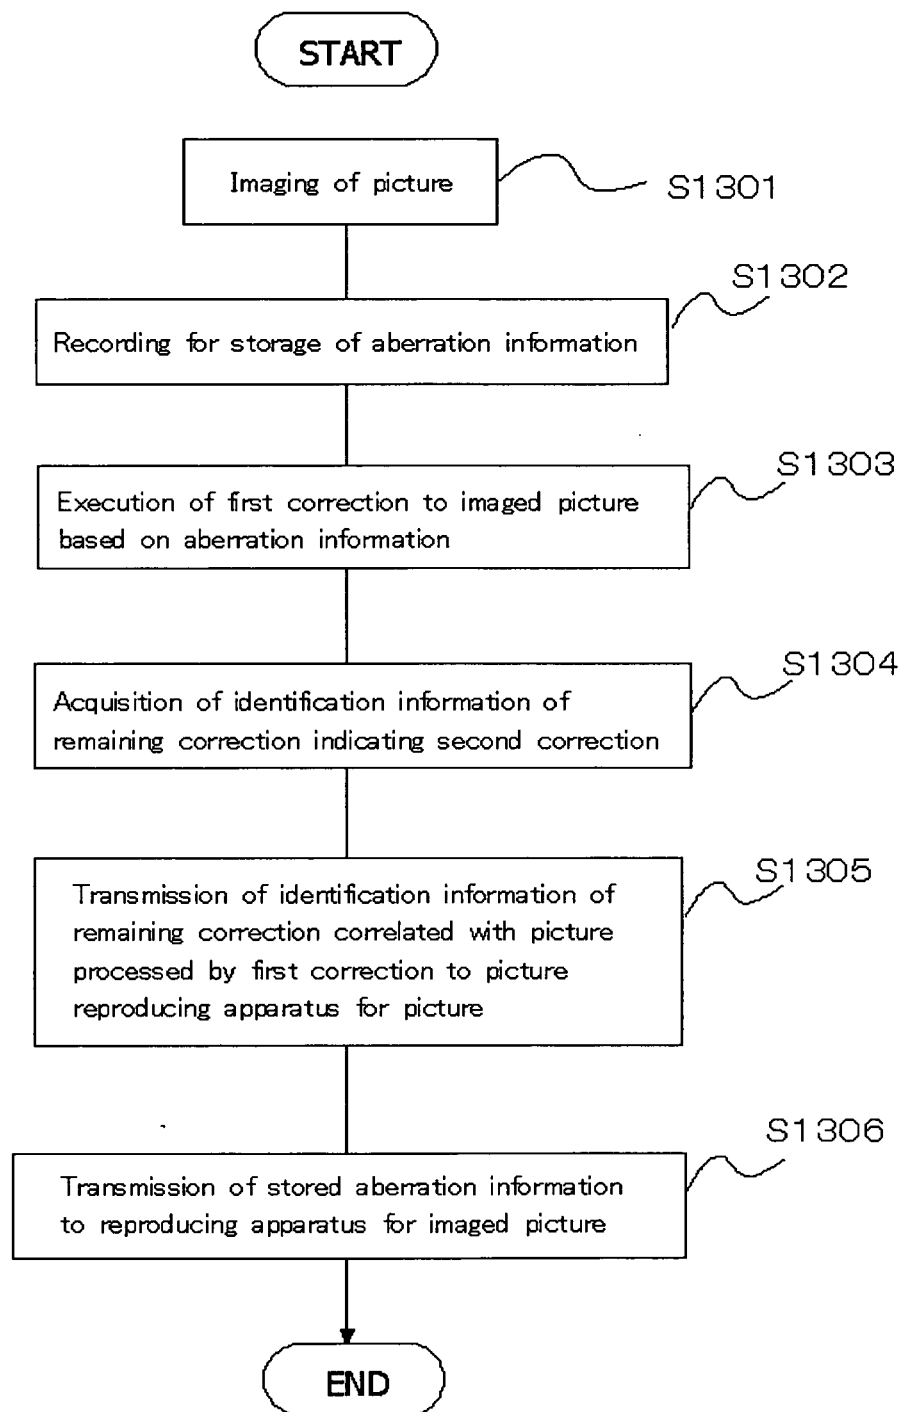 START
Imaging of picture
S1301
S1302
Recording for storage of aberration information
S1303
Execution of first correction to imaged picture
based on aberration information
S1304
Acquisition of identification information of
remaining correction indicating second correction
S1305
Transmission of identification information of
remaining correction correlated with picture
processed by first correction to picture
reproducing apparatus for picture
S1306
Transmission of stored aberration information
to reproducing apparatus for imaged picture
END